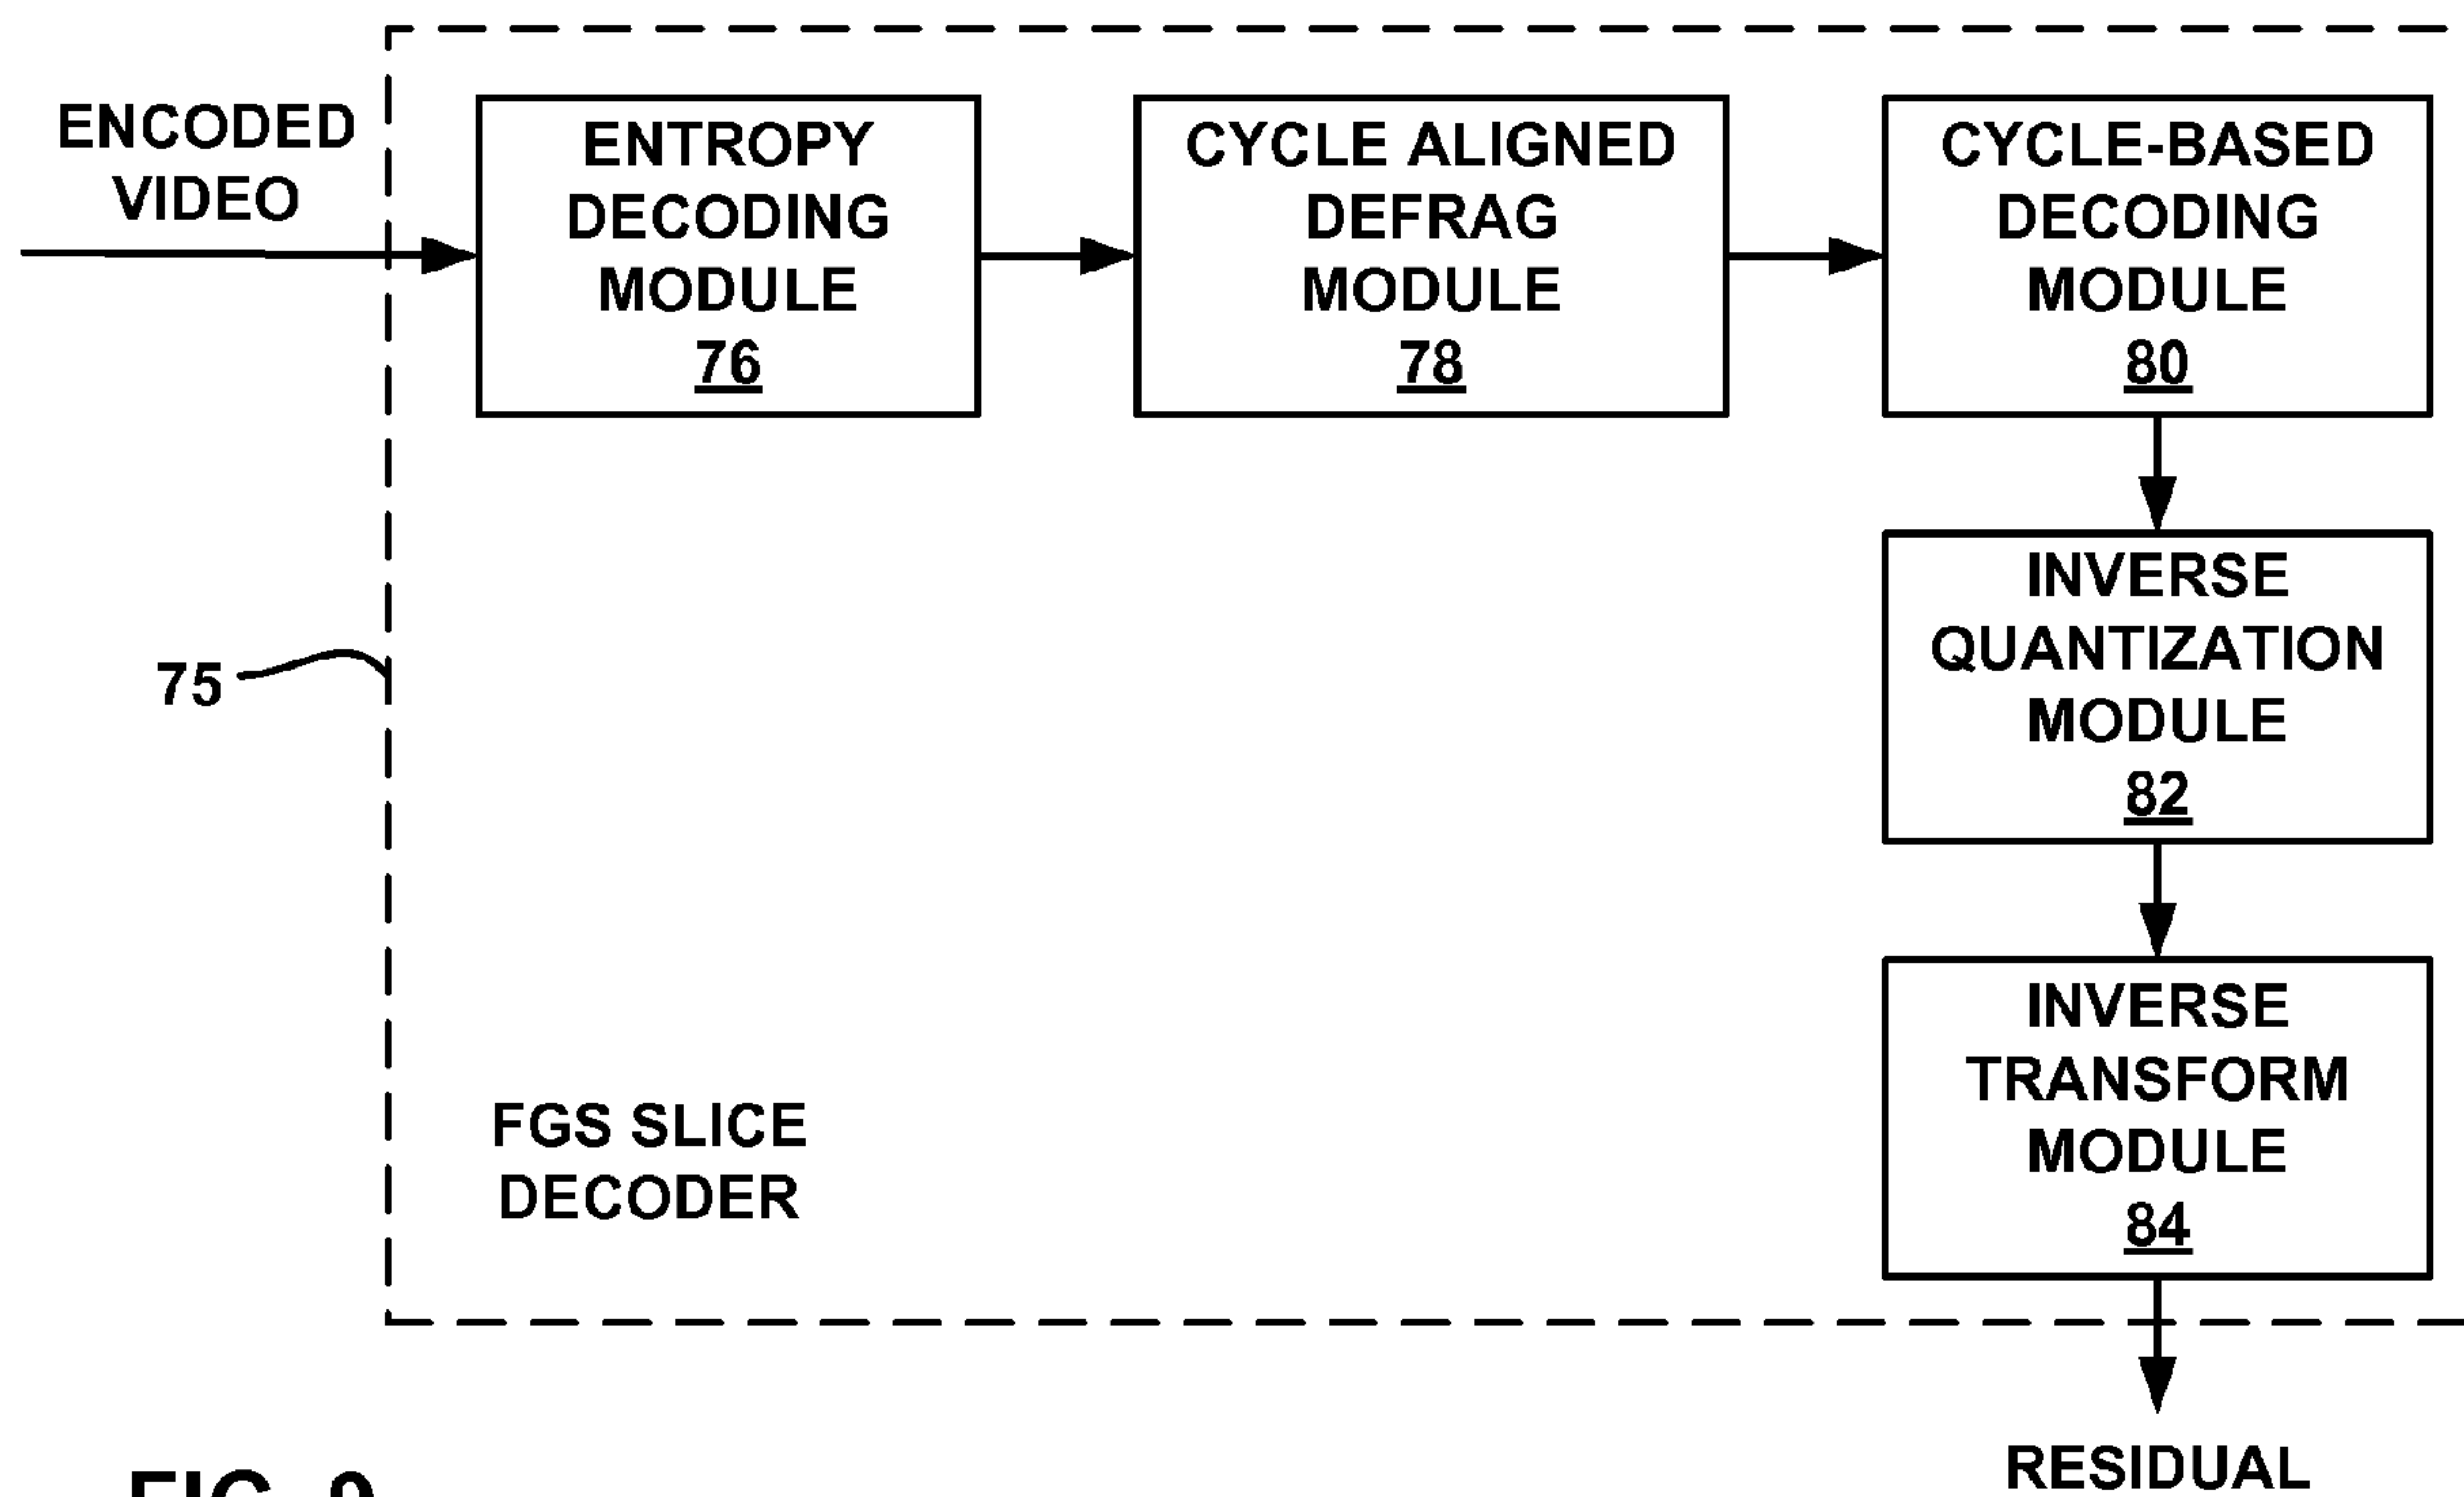 ENCODED
VIDEO
ENTROPY
DECODING
MODULE
76
CYCLE ALIGNED
DEFRAG
MODULE
78
CYCLE-BASED
DECODING
MODULE
80
INVERSE
QUANTIZATION
MODULE
82
75
INVERSE
TRANSFORM
MODULE
84
FGS SLICE
DECODER
RESIDUAL
FIG.